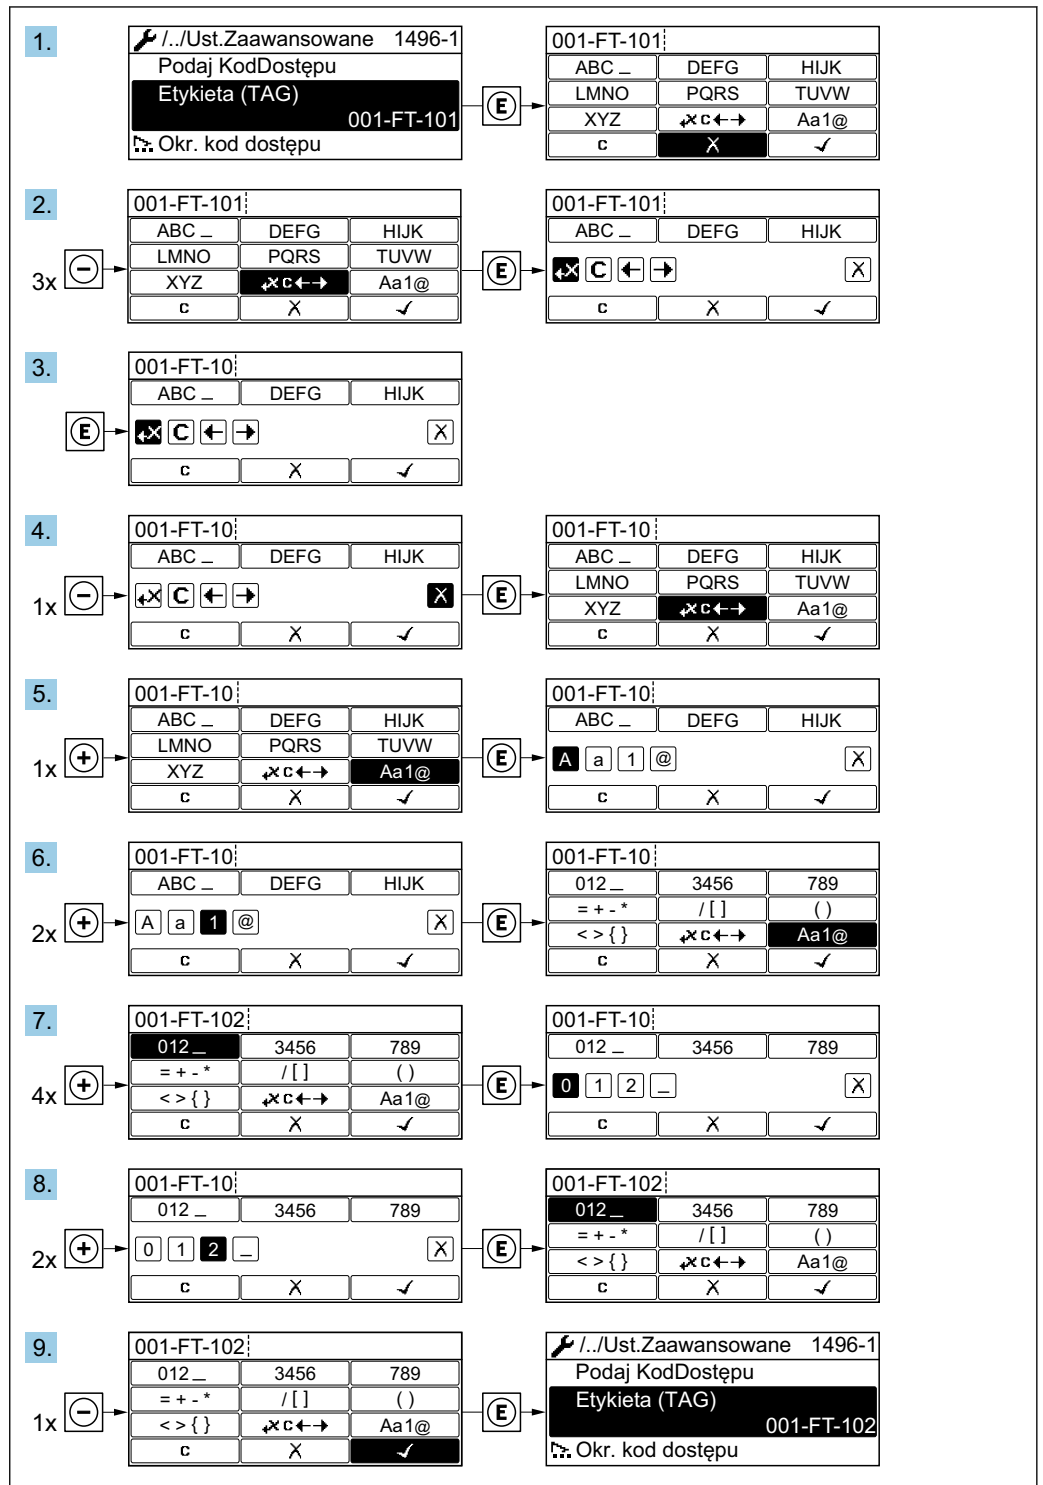 1.
/../Ust.Zaawansowane 1496-1
Podaj KodDostępu
Etykieta (TAG)
001-FT-101
Okr. kod dostępu
E
001-FT-101
ABC _ DEFG HIJK
LMNO PQRS TUVW
XYZ C Aa1@
C X ✓
2.
3x
001-FT-101
ABC _ DEFG HIJK
LMNO PQRS TUVW
XYZ C Aa1@
C X ✓
E
001-FT-101
ABC _ DEFG HIJK
C ← → X
C X ✓
3.
E
001-FT-10
ABC _ DEFG HIJK
C ← → X
C X ✓
4.
1x
001-FT-10
ABC _ DEFG HIJK
C ← → X
C X ✓
E
001-FT-10
ABC _ DEFG HIJK
LMNO PQRS TUVW
XYZ C Aa1@
C X ✓
5.
1x
001-FT-10
ABC _ DEFG HIJK
LMNO PQRS TUVW
XYZ C Aa1@
C X ✓
E
001-FT-10
ABC _ DEFG HIJK
A a 1 @ X
C X ✓
6.
2x
001-FT-10
ABC _ DEFG HIJK
A a 1 @ X
C X ✓
E
001-FT-10
012 _ 3456 789
= + - * / [ ] ( )
< > { } C Aa1@
C X ✓
7.
4x
001-FT-102
012 _ 3456 789
= + - * / [ ] ( )
< > { } C Aa1@
C X ✓
E
001-FT-10
012 _ 3456 789
0 1 2 _ X
C X ✓
8.
2x
001-FT-10
012 _ 3456 789
0 1 2 _ X
C X ✓
E
001-FT-102
012 _ 3456 789
= + - * / [ ] ( )
< > { } C Aa1@
C X ✓
9.
1x
001-FT-102
012 _ 3456 789
= + - * / [ ] ( )
< > { } C Aa1@
C X ✓
E
/../Ust.Zaawansowane 1496-1
Podaj KodDostępu
Etykieta (TAG)
001-FT-102
Okr. kod dostępu